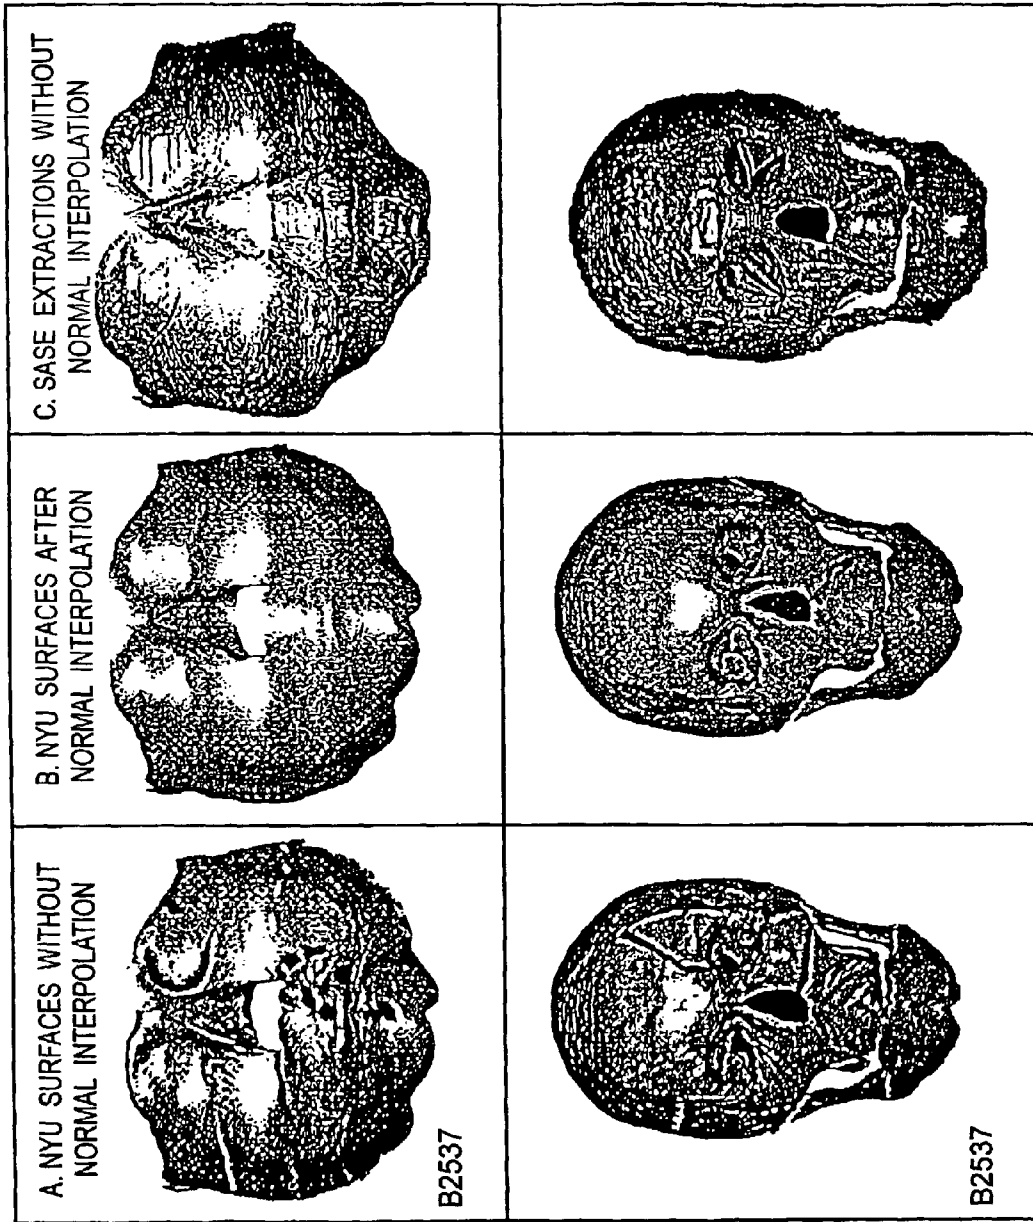 A. NYU SURFACES WITHOUT
NORMAL INTERPOLATION
B. NYU SURFACES AFTER
NORMAL INTERPOLATION
C. SASE EXTRACTIONS WITHOUT
NORMAL INTERPOLATION
B2537
B2537